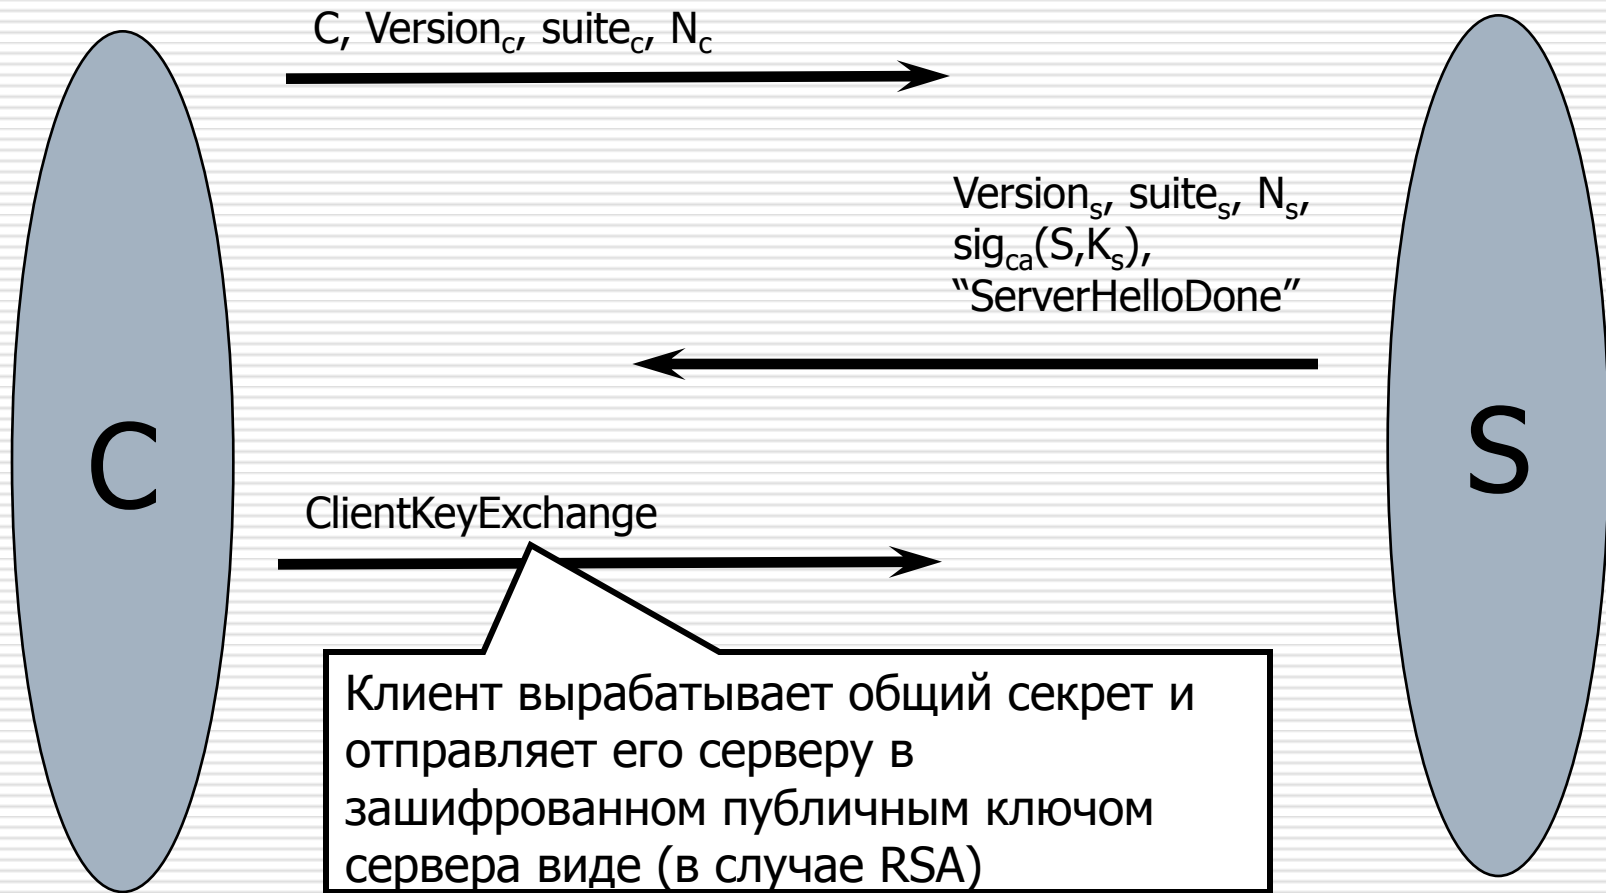 C, Versionc, suitec, Nc
Versions, suites, Ns,
sigca(S,Ks),
“ServerHelloDone”
C
S
ClientKeyExchange
Клиент вырабатывает общий секрет и
отправляет его серверу в
зашифрованном публичным ключом
сервера виде (в случае RSA)